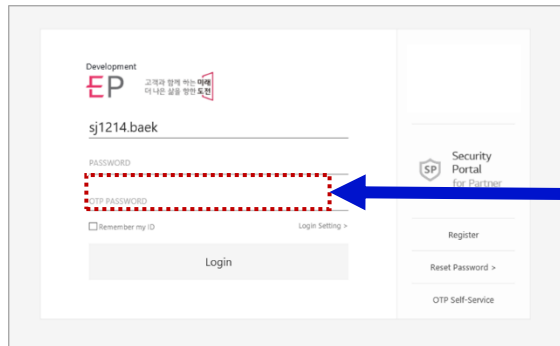 Development
EP
고객과 함께 하는 미래
더 나은 삶을 향한 도전
sj1214.baek
PASSWORD
OTP PASSWORD
Remember my ID
Login Setting >
Login
SP
Security
Portal
for Partner
Register
Reset Password >
OTP Self-Service